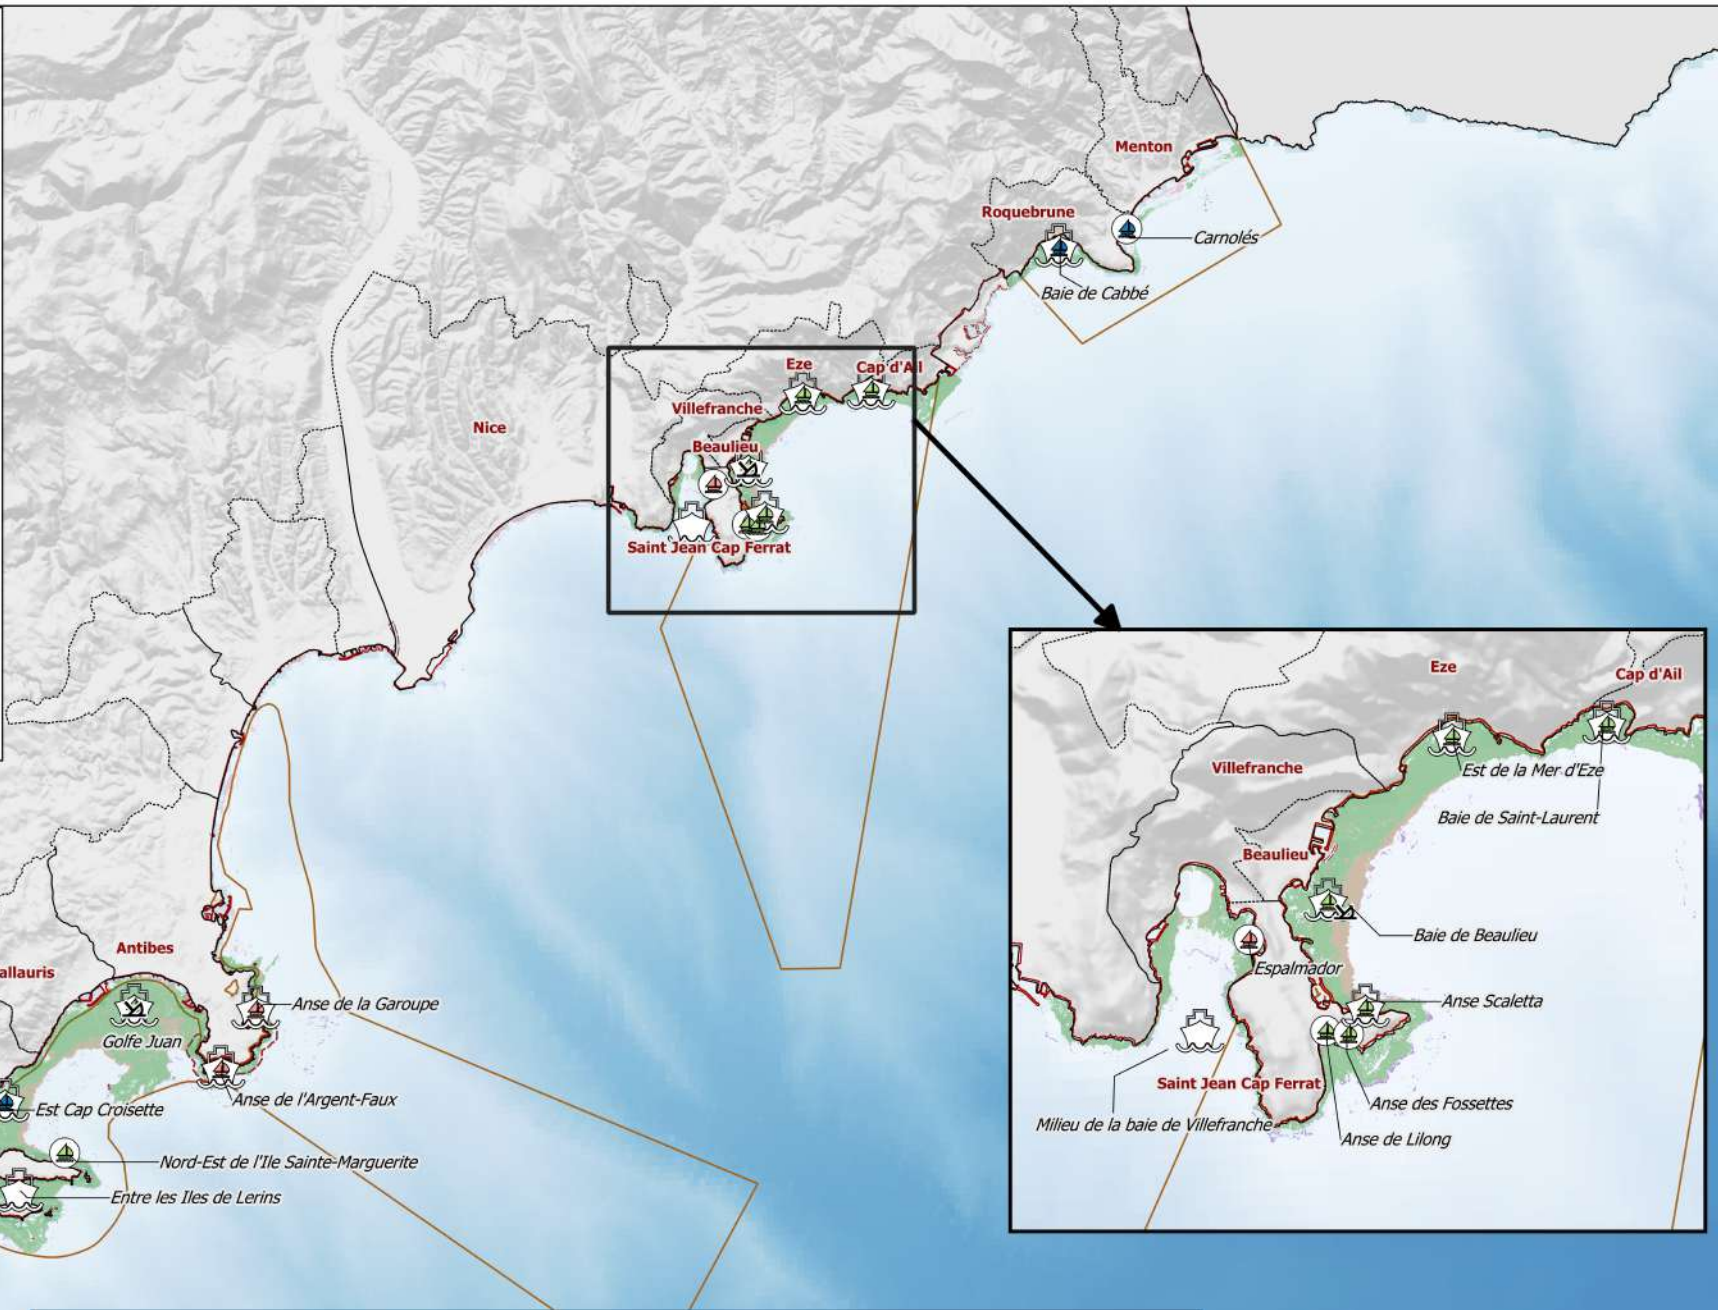 Menton
Roquebrune
Carnolés
Baie de Cabbé
Eze
Cap d'Ail
Villefranche
Nice
Beaulieu
Saint Jean Cap Ferrat
Eze
Cap d'Ail
Villefranche
Est de la Mer d'Eze
Baie de Saint-Laurent
Beaulieu
Baie de Beaulieu
Espalmador
Anse Scaletta
Saint Jean Cap Ferrat
Anse des Fossettes
Milieu de la baie de Villefranche
Anse de Lilong
Antibes
allauris
Anse de la Garoupe
Golfe Juan
Anse de l'Argent-Faux
Est Cap Croisette
Nord-Est de l'Ile Sainte-Marguerite
Entre les Iles de Lerins